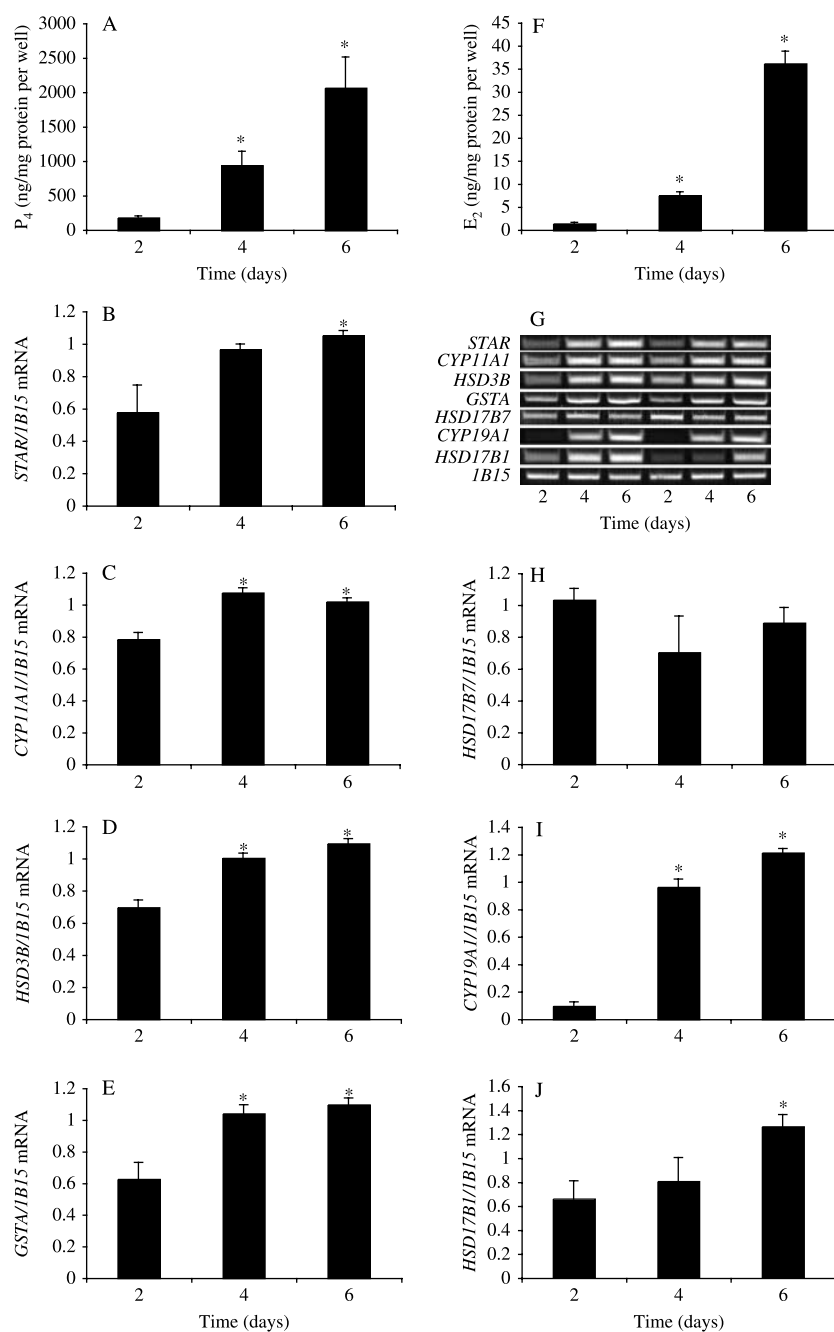 A
P4 (ng/mg protein per well)
3000
2500
2000
1500
1000
500
0
*
*
2 4 6
Time (days)
F
E2 (ng/mg protein per well)
45
40
35
30
25
20
15
10
5
0
*
*
2 4 6
Time (days)
B
STAR/1B15 mRNA
1.2
1
0.8
0.6
0.4
0.2
0
*
2 4 6
G
STAR
CYP11A1
HSD3B
GSTA
HSD17B7
CYP19A1
HSD17B1
1B15
2 4 6 2 4 6
Time (days)
C
CYP11A1/1B15 mRNA
1.2
1
0.8
0.6
0.4
0.2
0
*
*
2 4 6
H
HSD17B7/1B15 mRNA
1.2
1
0.8
0.6
0.4
0.2
0
2 4 6
D
HSD3B/1B15 mRNA
1.2
1
0.8
0.6
0.4
0.2
0
*
*
2 4 6
I
CYP19A1/1B15 mRNA
1.4
1.2
1
0.8
0.6
0.4
0.2
0
*
*
2 4 6
E
GSTA/1B15 mRNA
1.2
1
0.8
0.6
0.4
0.2
0
*
*
2 4 6
Time (days)
J
HSD17B1/1B15 mRNA
1.6
1.4
1.2
1
0.8
0.6
0.4
0.2
0
*
2 4 6
Time (days)